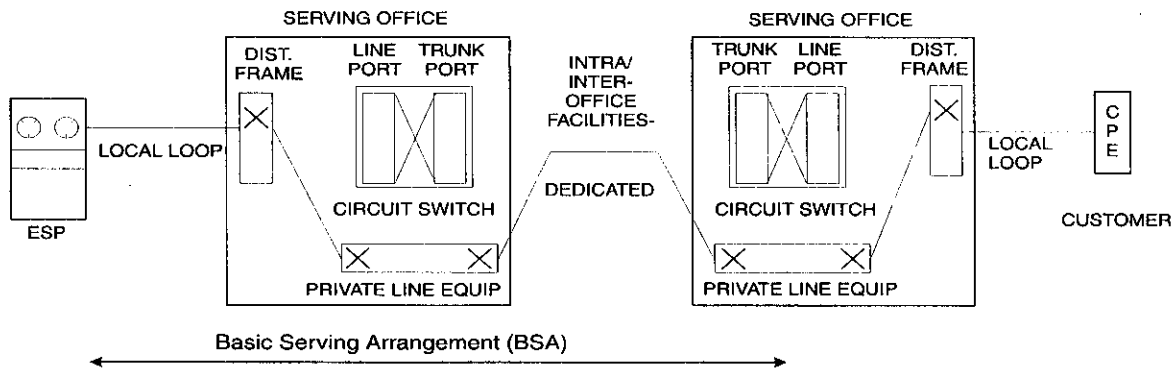 SERVING OFFICE
DIST.
FRAME
LINE
PORT
TRUNK
PORT
LOCAL LOOP
ESP
CIRCUIT SWITCH
PRIVATE LINE EQUIP
INTRA/
INTER-
OFFICE
FACILITIES-
DEDICATED
SERVING OFFICE
TRUNK
PORT
LINE
PORT
DIST.
FRAME
CIRCUIT SWITCH
PRIVATE LINE EQUIP
LOCAL
LOOP
C
P
E
CUSTOMER
Basic Serving Arrangement (BSA)